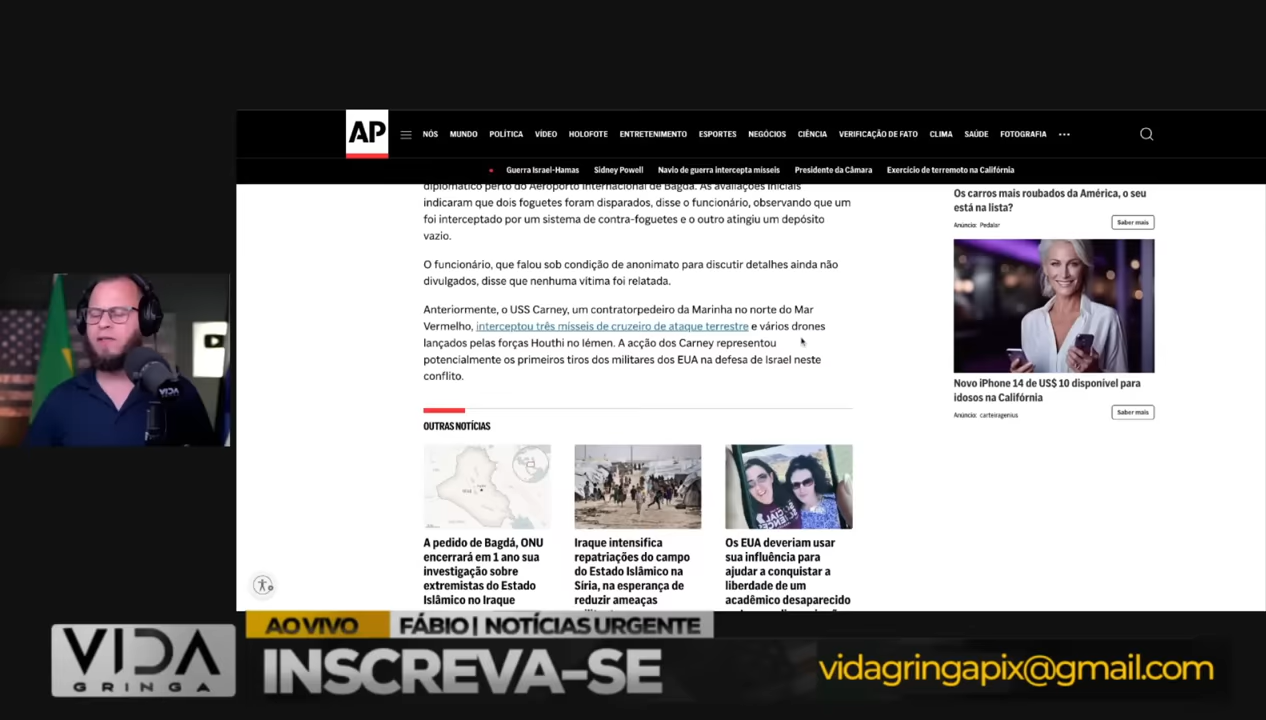 AP
NÓS MUNDO POLÍTICA VÍDEO HOLOFOTE ENTRETENIMENTO ESPORTES NEGÓCIOS CIÊNCIA VERIFICAÇÃO DE FATO CLIMA SAÚDE FOTOGRAFIA
Guerra Israel-Hamas Sidney Powell Navio de guerra intercepta mísseis Presidente da Câmara Exercício de terremoto na Califórnia
diplomático perto do Aeroporto Internacional de Bagdá. As avaliações iniciais
indicaram que dois foguetes foram disparados, disse o funcionário, observando que um
foi interceptado por um sistema de contra-foguetes e o outro atingiu um depósito
vazio.
O funcionário, que falou sob condição de anonimato para discutir detalhes ainda não
divulgados, disse que nenhuma vítima foi relatada.
Anteriormente, o USS Carney, um contratorpedeiro da Marinha no norte do Mar
Vermelho, interceptou três mísseis de cruzeiro de ataque terrestre e vários drones
lançados pelas forças Houthi no Iémen. A acção dos Carney representou
potencialmente os primeiros tiros dos militares dos EUA na defesa de Israel neste
conflito.
Os carros mais roubados da América, o seu
está na lista?
Anúncio: Pedalar
Saber mais
Novo iPhone 14 de US$ 10 disponível para
idosos na Califórnia
Anúncio: carteiragenius
Saber mais
OUTRAS NOTÍCIAS
A pedido de Bagdá, ONU
encerrará em 1 ano sua
investigação sobre
extremistas do Estado
Islâmico no Iraque
Iraque intensifica
repatriações do campo
do Estado Islâmico na
Síria, na esperança de
reduzir ameaças
Os EUA deveriam usar
sua influência para
ajudar a conquistar a
liberdade de um
acadêmico desaparecido
VIDA
VIDA
GRINGA
AO VIVO FÁBIO | NOTÍCIAS URGENTE
INSCREVA-SE
vidagringapix@gmail.com